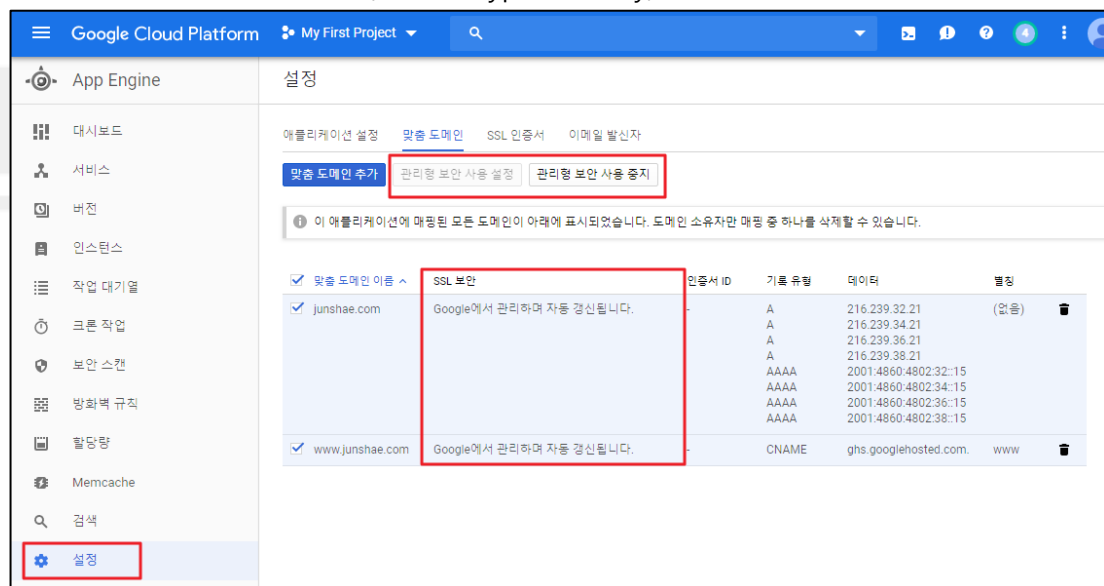 Google Cloud Platform My First Project 4
App Engine 설정
대시보드
서비스
버전
인스턴스
작업 대기열
크론 작업
보안 스캔
방화벽 규칙
할당량
Memcache
검색
설정
애플리케이션 설정 맞춤 도메인 SSL 인증서 이메일 발신자
맞춤 도메인 추가 관리형 보안 사용 설정 관리형 보안 사용 중지
이 애플리케이션에 매핑된 모든 도메인이 아래에 표시되었습니다. 도메인 소유자만 매핑 중 하나를 삭제할 수 있습니다.
맞춤 도메인 이름 SSL 보안 인증서 ID 기록 유형 데이터 별칭
junshae.com Google에서 관리하며 자동 갱신됩니다. - A 216.239.32.21 (없음)
A 216.239.34.21
A 216.239.36.21
A 216.239.38.21
AAAA 2001:4860:4802:32::15
AAAA 2001:4860:4802:34::15
AAAA 2001:4860:4802:36::15
AAAA 2001:4860:4802:38::15
www.junshae.com Google에서 관리하며 자동 갱신됩니다. - CNAME ghs.googlehosted.com. www